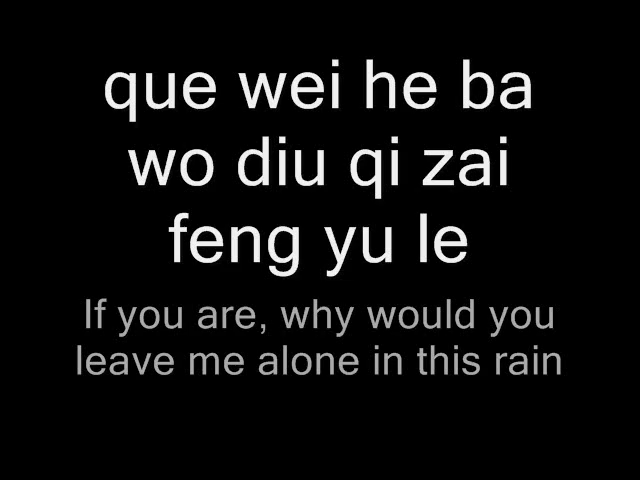 que wei he ba
wo diu qi zai
feng yu le
If you are, why would you
leave me alone in this rain